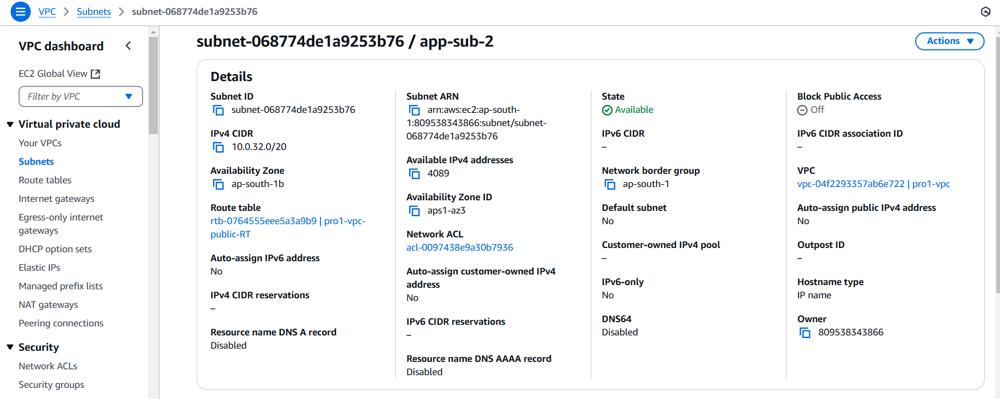 VPC > Subnets > subnet-068774de1a9253b76
VPC dashboard
EC2 Global View
Filter by VPC
Virtual private cloud
Your VPCs
Subnets
Route tables
Internet gateways
Egress-only internet
gateways
DHCP option sets
Elastic IPs
Managed prefix lists
NAT gateways
Peering connections
Security
Network ACLs
Security groups
subnet-068774de1a9253b76 / app-sub-2
Actions
Details
Subnet ID
subnet-068774de1a9253b76
IPv4 CIDR
10.0.32.0/20
Availability Zone
ap-south-1b
Route table
rtb-0764555eee5a3a9b9 | pro1-vpc-
public-RT
Auto-assign IPv6 address
No
IPv4 CIDR reservations
–
Resource name DNS A record
Disabled
Subnet ARN
arn:aws:ec2:ap-south-
1:809538343866:subnet/subnet-
068774de1a9253b76
Available IPv4 addresses
4089
Availability Zone ID
aps1-az3
Network ACL
acl-0097438e9a30b7936
Auto-assign customer-owned IPv4
address
No
IPv6 CIDR reservations
–
Resource name DNS AAAA record
Disabled
State
Available
IPv6 CIDR
–
Network border group
ap-south-1
Default subnet
No
Customer-owned IPv4 pool
–
IPv6-only
No
DNS64
Disabled
Block Public Access
Off
IPv6 CIDR association ID
–
VPC
vpc-04f2293357ab6e722 | pro1-vpc
Auto-assign public IPv4 address
No
Outpost ID
–
Hostname type
IP name
Owner
809538343866